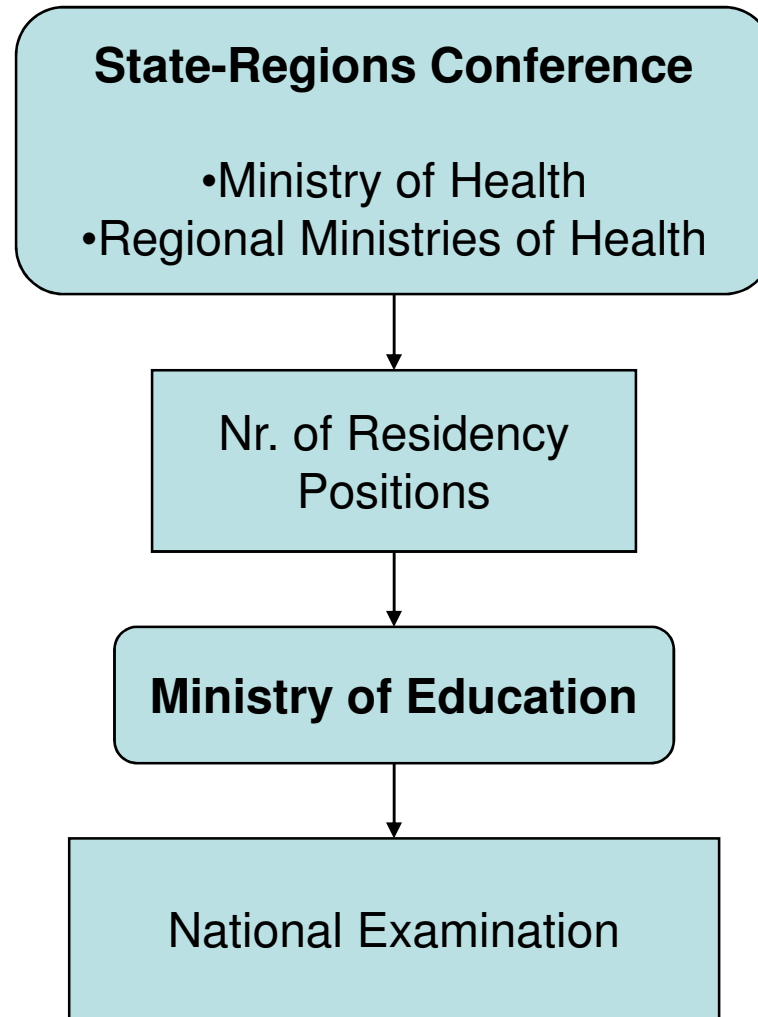 State-Regions Conference
•Ministry of Health
•Regional Ministries of Health
Nr. of Residency
Positions
Ministry of Education
National Examination